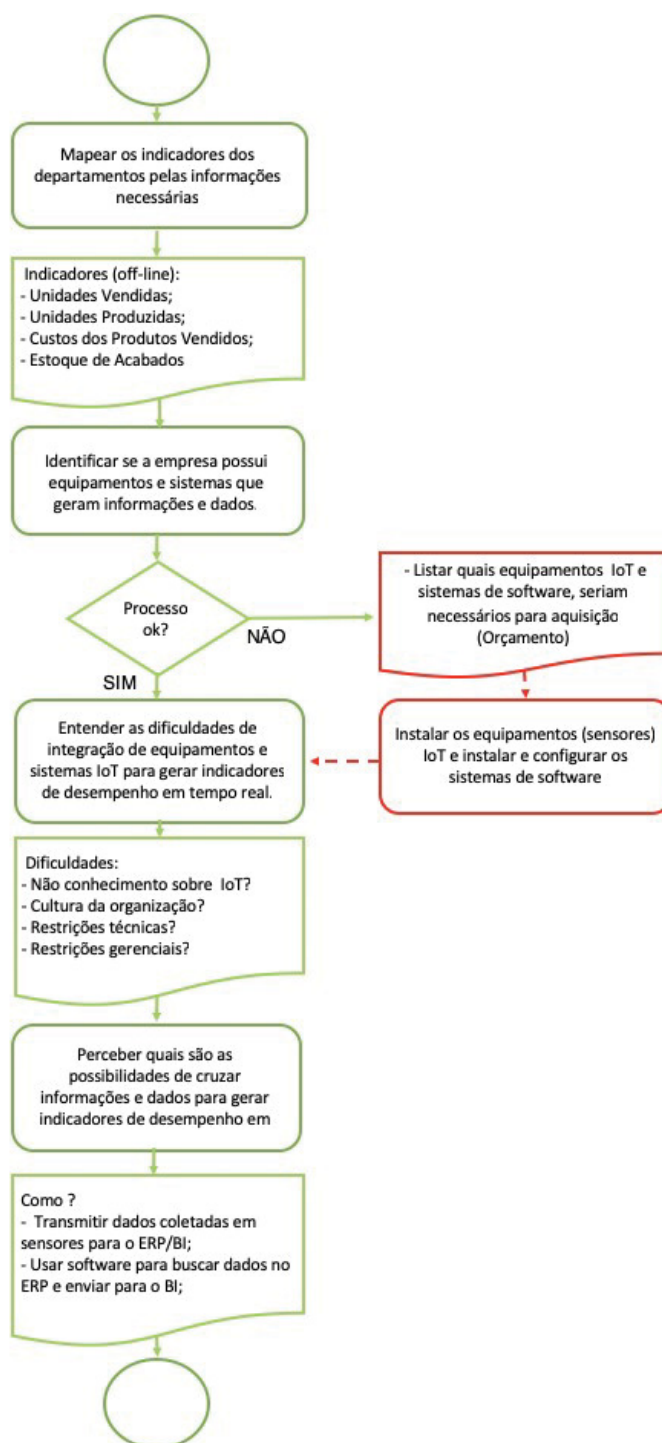 Mapear os indicadores dos
departamentos pelas informações
necessárias
Indicadores (off-line):
- Unidades Vendidas;
- Unidades Produzidas;
- Custos dos Produtos Vendidos;
- Estoque de Acabados
Identificar se a empresa possui
equipamentos e sistemas que
geram informações e dados.
Processo
ok?
NÃO
SIM
- Listar quais equipamentos IoT e
sistemas de software, seriam
necessários para aquisição
(Orçamento)
Instalar os equipamentos (sensores)
IoT e instalar e configurar os
sistemas de software
Entender as dificuldades de
integração de equipamentos e
sistemas IoT para gerar indicadores
de desempenho em tempo real.
Dificuldades:
- Não conhecimento sobre IoT?
- Cultura da organização?
- Restrições técnicas?
- Restrições gerenciais?
Perceber quais são as
possibilidades de cruzar
informações e dados para gerar
indicadores de desempenho em
Como ?
- Transmitir dados coletadas em
sensores para o ERP/BI;
- Usar software para buscar dados no
ERP e enviar para o BI;